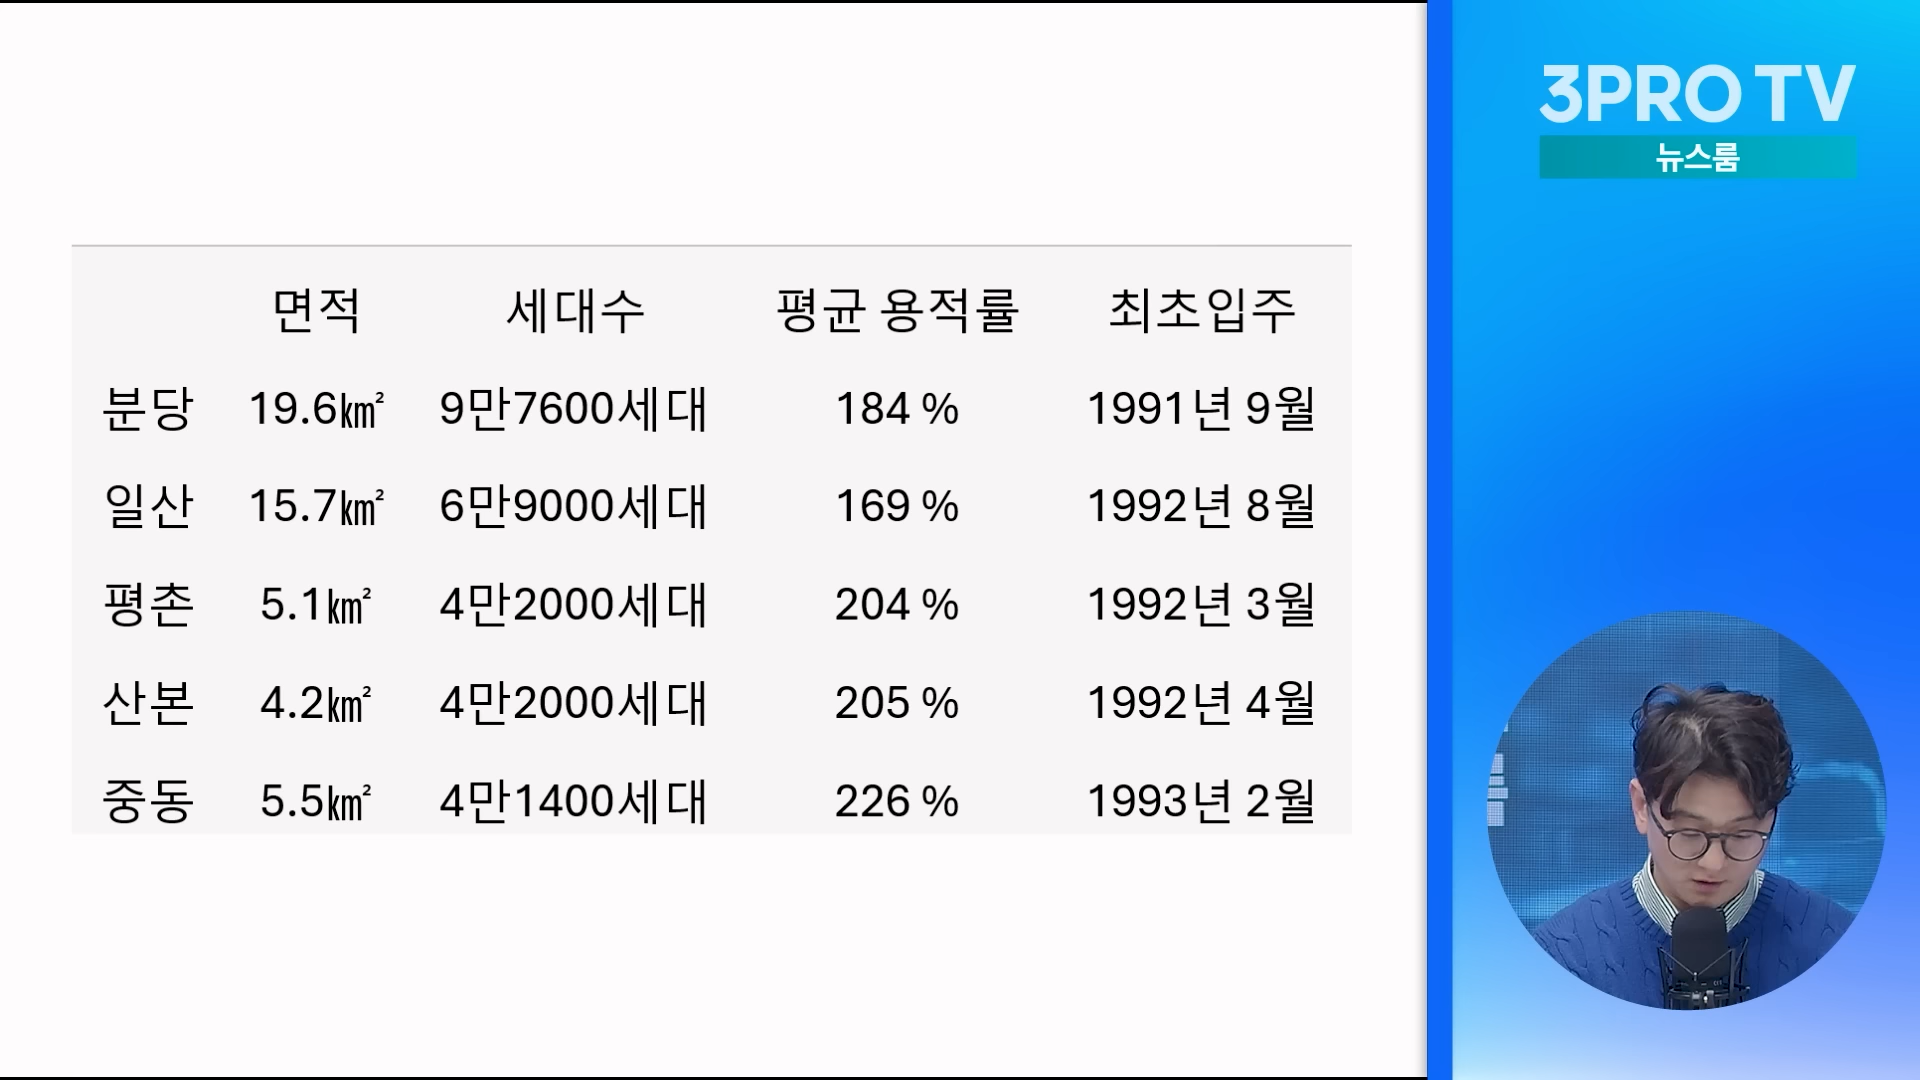 3PRO TV
뉴스룸
면적 세대수 평균 용적률 최초입주
분당 19.6㎢ 9만7600세대 184 % 1991년 9월
일산 15.7㎢ 6만9000세대 169 % 1992년 8월
평촌 5.1㎢ 4만2000세대 204 % 1992년 3월
산본 4.2㎢ 4만2000세대 205 % 1992년 4월
중동 5.5㎢ 4만1400세대 226 % 1993년 2월